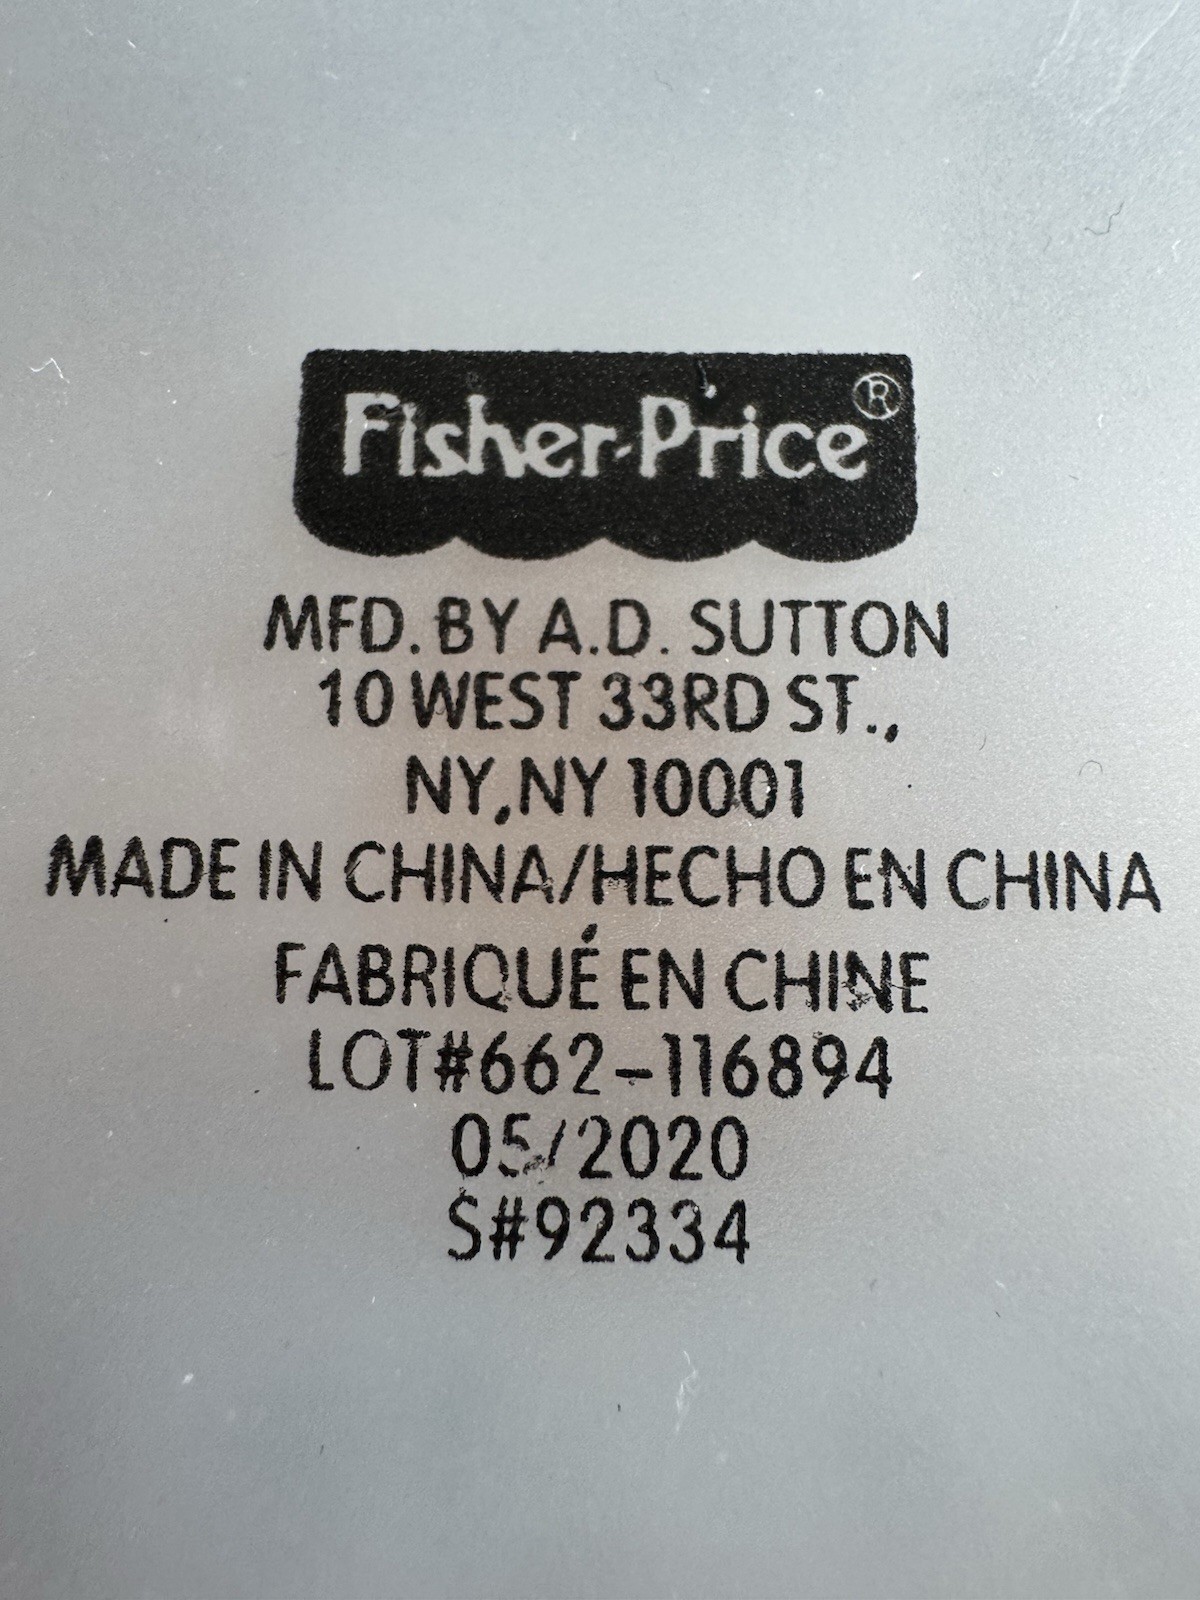 Fisher-Price®
MFD. BY A.D. SUTTON
10 WEST 33RD ST.,
NY, NY 10001
MADE IN CHINA/HECHO EN CHINA
FABRIQUÉ EN CHINE
LOT#662-116894
05/2020
S#92334